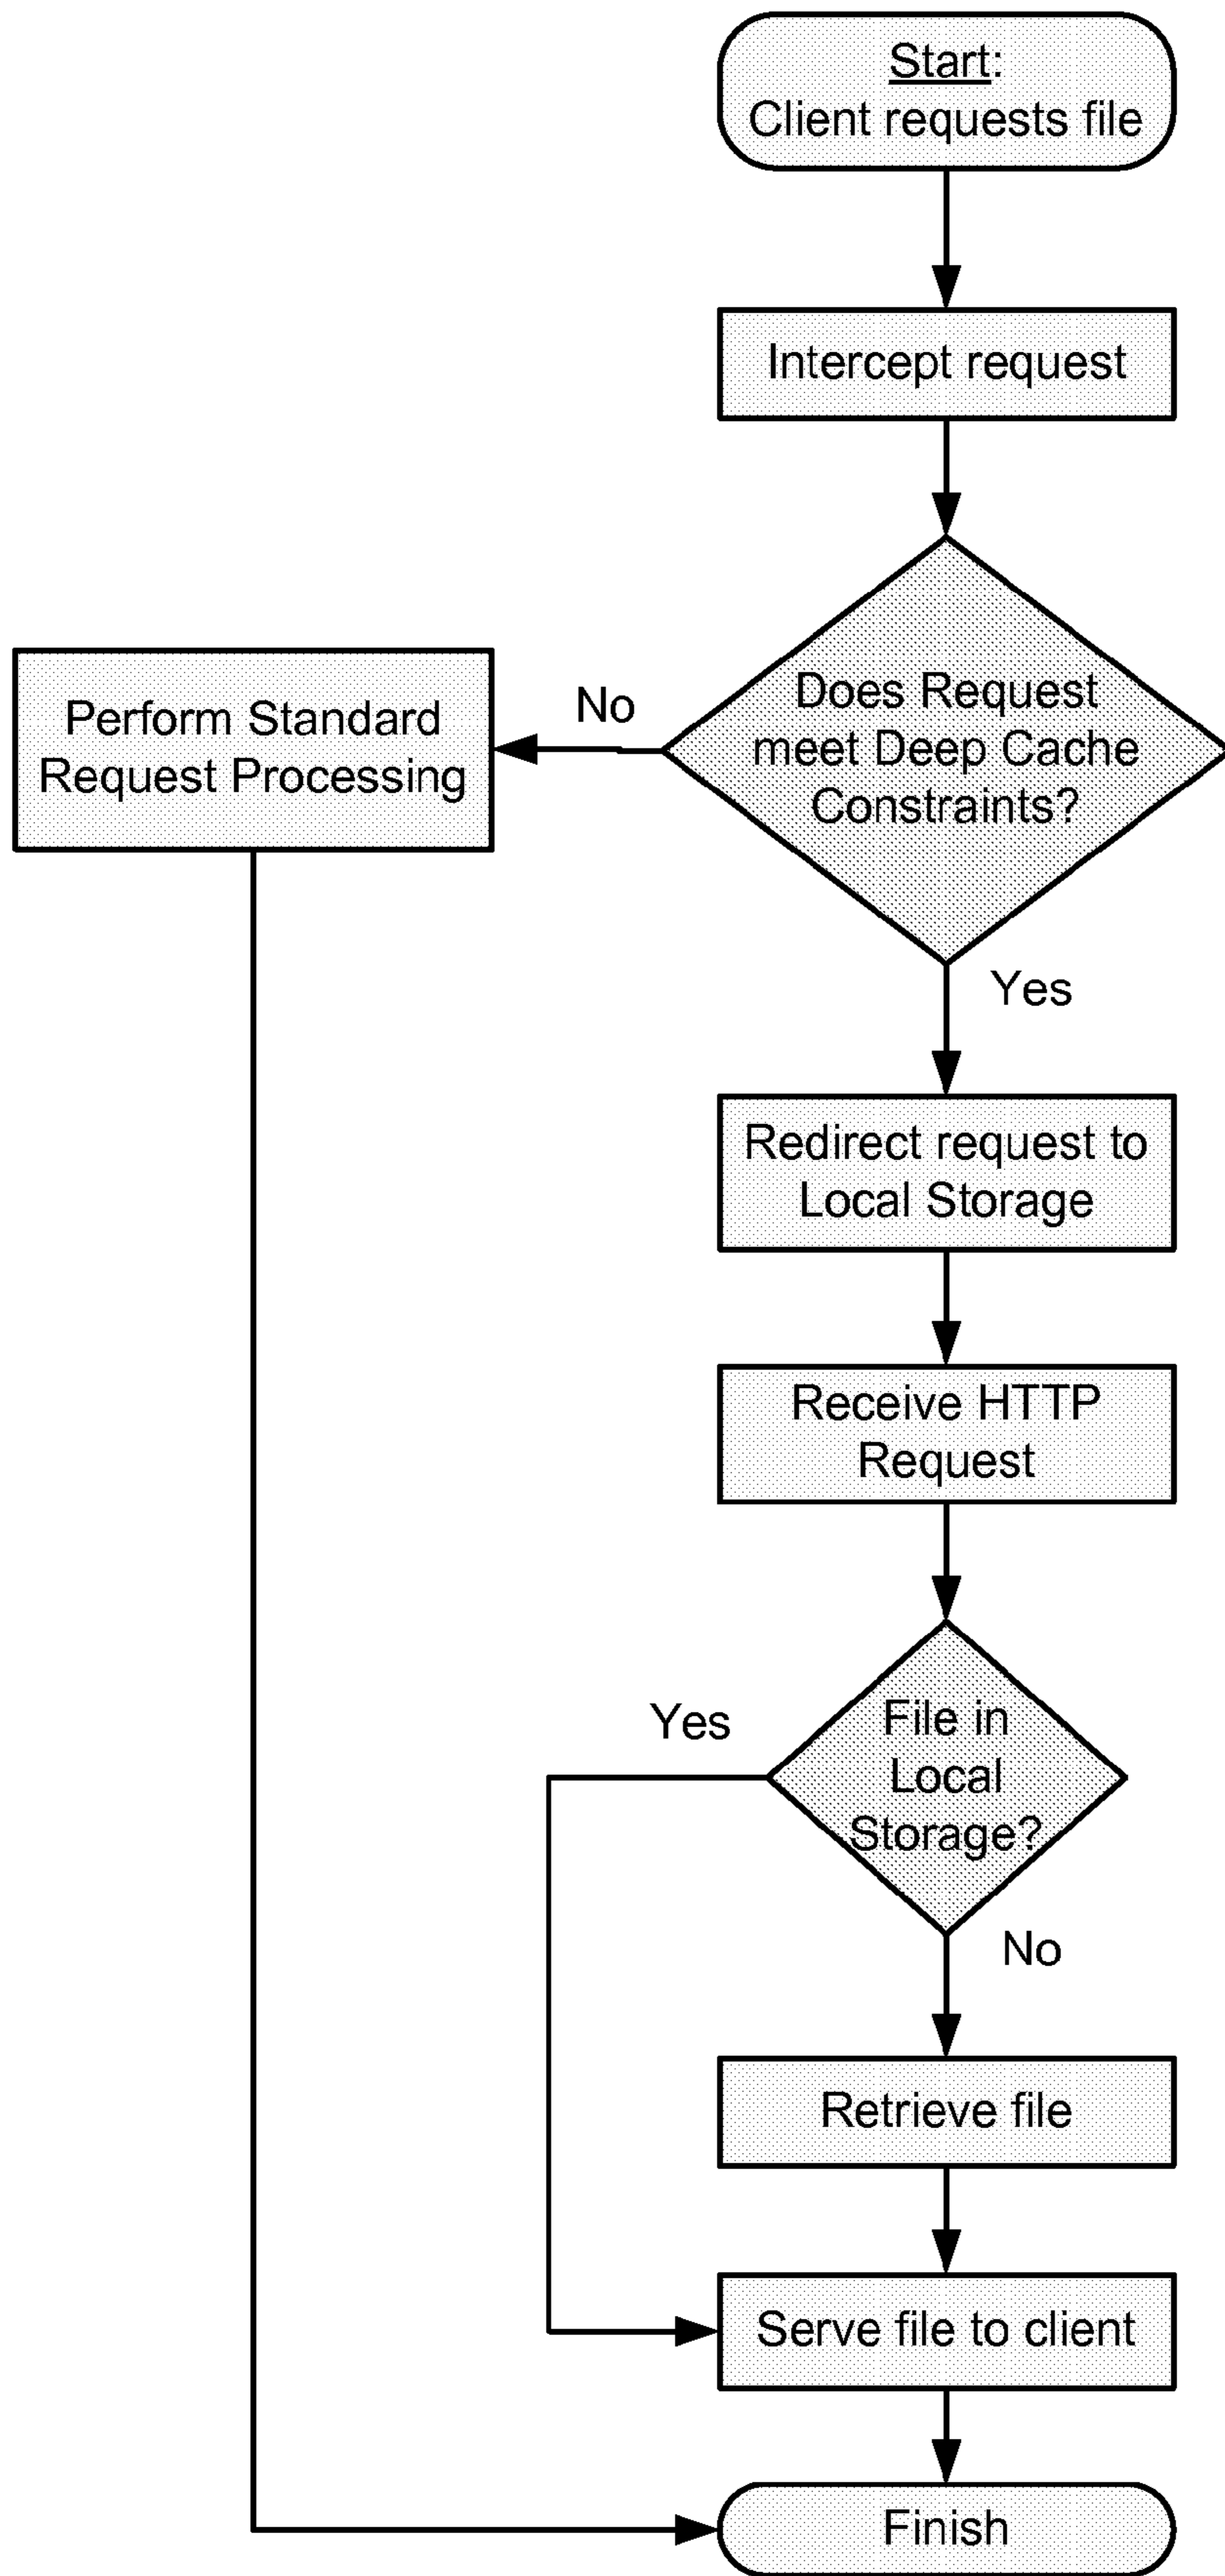 Start:
Client requests file
Intercept request
Does Request
meet Deep Cache
Constraints?
No
Perform Standard
Request Processing
Yes
Redirect request to
Local Storage
Receive HTTP
Request
File in
Local
Storage?
Yes
No
Retrieve file
Serve file to client
Finish